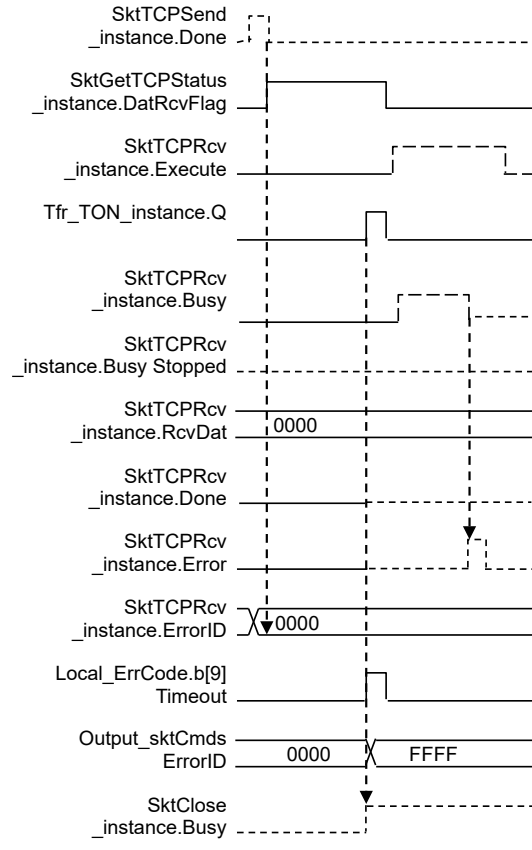 SktTCPSend
_instance.Done
SktGetTCPStatus
_instance.DatRcvFlag
SktTCPRcv
_instance.Execute
Tfr_TON_instance.Q
SktTCPRcv
_instance.Busy
SktTCPRcv
_instance.Busy Stopped
SktTCPRcv
_instance.RcvDat
0000
SktTCPRcv
_instance.Done
SktTCPRcv
_instance.Error
SktTCPRcv
_instance.ErrorID
0000
Local_ErrCode.b[9]
Timeout
Output_sktCmds
ErrorID
0000 FFFF
SktClose
_instance.Busy